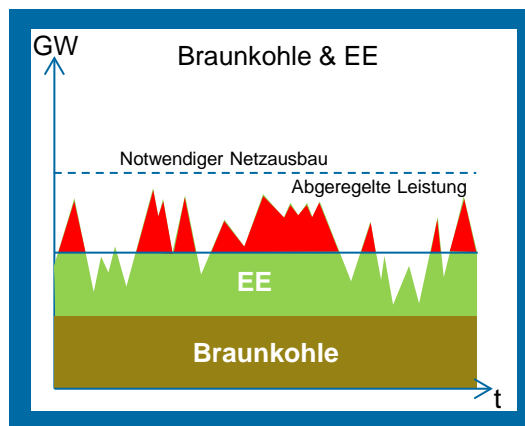 GW
Braunkohle & EE
Notwendiger Netzausbau
Abgeregelte Leistung
EE
Braunkohle
t